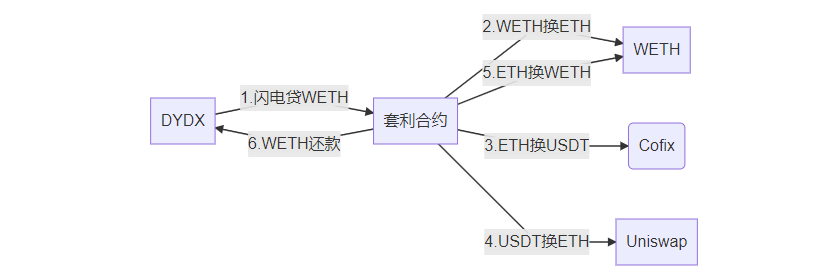 2.WETH换ETH
WETH
5.ETH换WETH
1.闪电贷WETH
DYDX
套利合约
6.WETH还款
3.ETH换USDT
Cofix
4.USDT换ETH
Uniswap